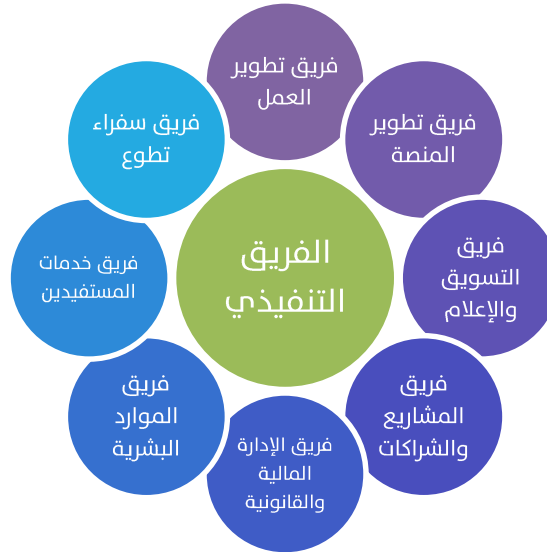 فريق تطوير
العمل
فريق تطوير
المنصة
فريق
التسويق
والإعلام
فريق
المشاريع
والشراكات
فريق الإدارة
المالية
والقانونية
فريق
الموارد
البشرية
فريق خدمات
المستفيدين
فريق سفراء
تطوع
الفريق
التنفيذي